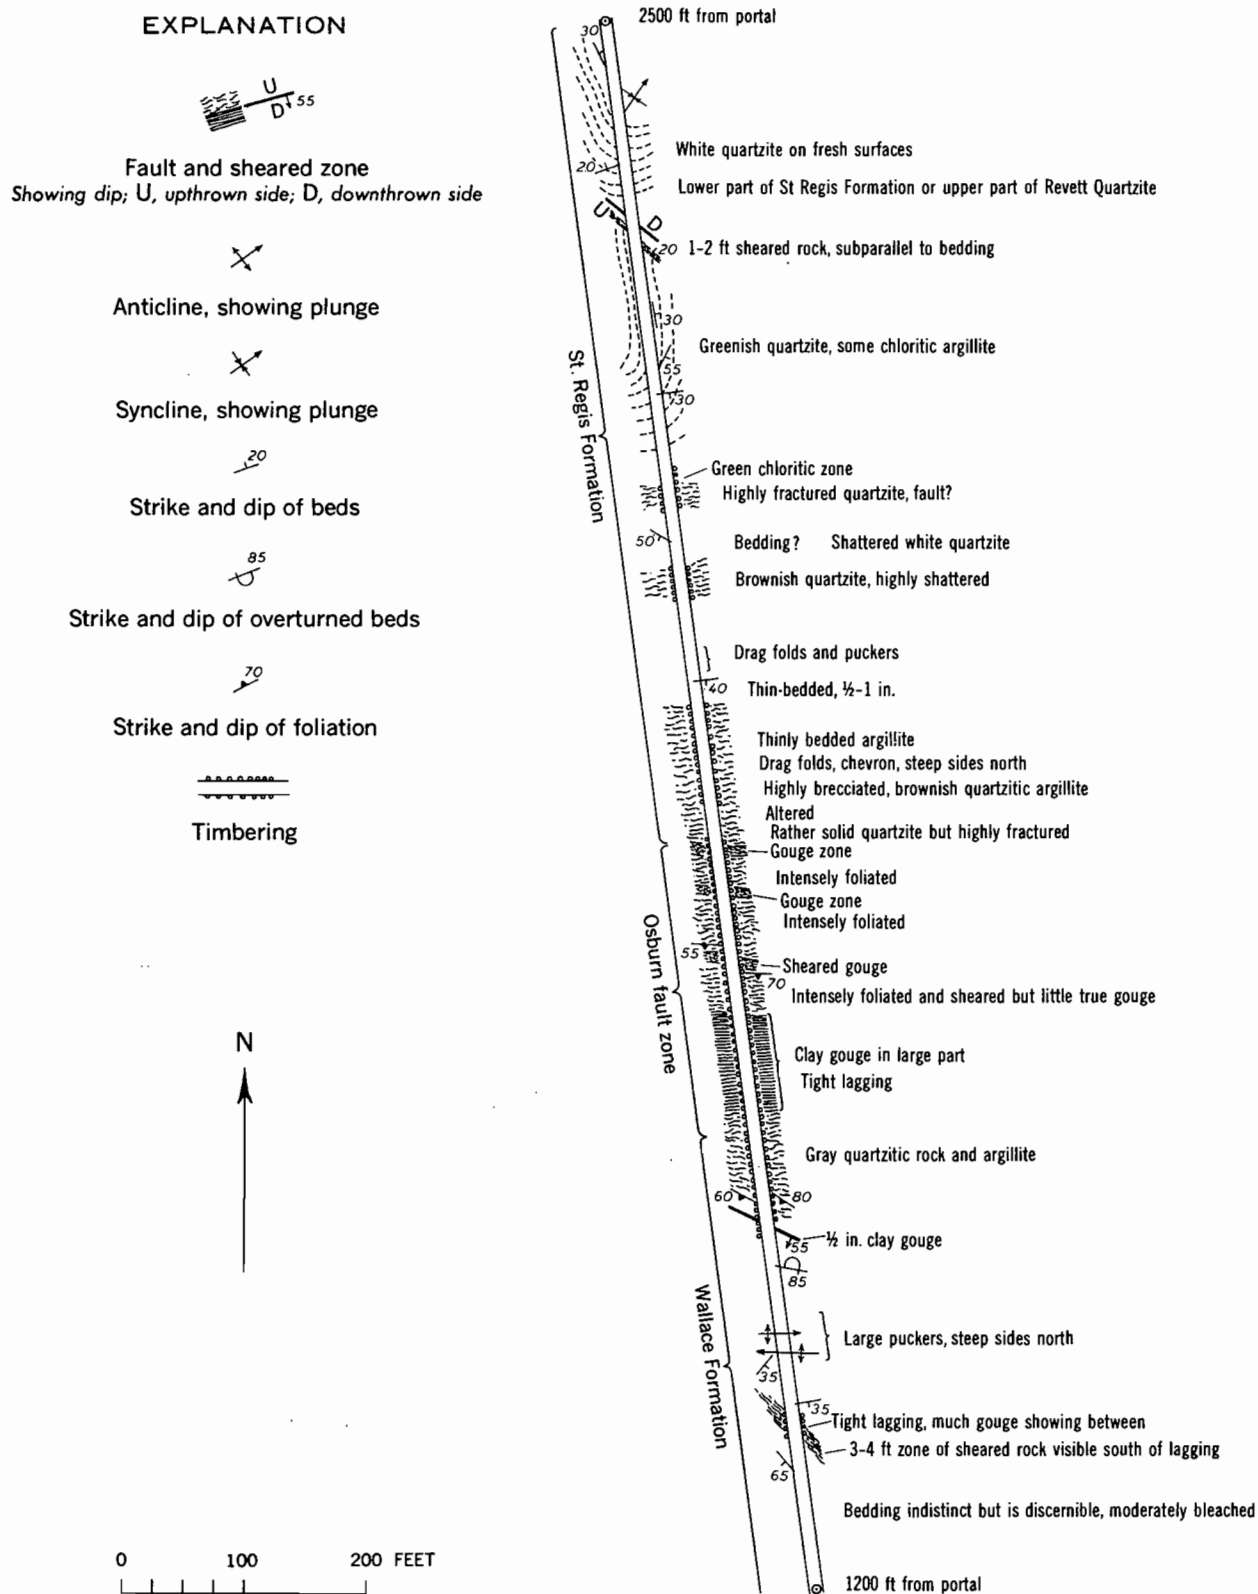 EXPLANATION
U
D
55
Fault and sheared zone
Showing dip; U, upthrown side; D, downthrown side
Anticline, showing plunge
Syncline, showing plunge
20
Strike and dip of beds
85
Strike and dip of overturned beds
70
Strike and dip of foliation
Timbering
N
0 100 200 FEET
2500 ft from portal
30
White quartzite on fresh surfaces
20
Lower part of St Regis Formation or upper part of Revett Quartzite
U
D
20
1-2 ft sheared rock, subparallel to bedding
30
Greenish quartzite, some chloritic argillite
55
30
St. Regis Formation
Green chloritic zone
Highly fractured quartzite, fault?
50
Bedding? Shattered white quartzite
Brownish quartzite, highly shattered
Drag folds and puckers
40
Thin-bedded, ½-1 in.
Thinly bedded argillite
Drag folds, chevron, steep sides north
Highly brecciated, brownish quartzitic argillite
Altered
Rather solid quartzite but highly fractured
Gouge zone
Intensely foliated
Gouge zone
Intensely foliated
Osburn fault zone
55
Sheared gouge
70
Intensely foliated and sheared but little true gouge
Clay gouge in large part
Tight lagging
Gray quartzitic rock and argillite
60
80
55
½ in. clay gouge
85
Wallace Formation
Large puckers, steep sides north
35
35
Tight lagging, much gouge showing between
3-4 ft zone of sheared rock visible south of lagging
65
Bedding indistinct but is discernible, moderately bleached
1200 ft from portal